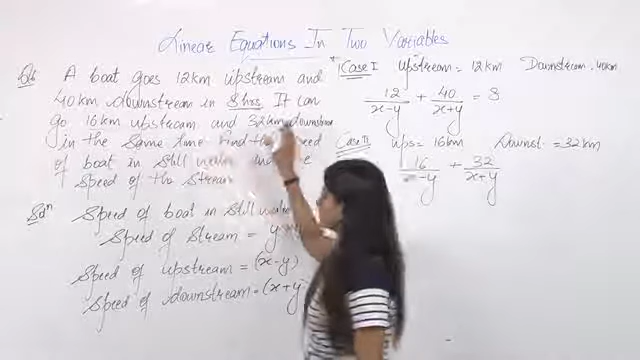 Linear Equations In Two Variables
Q6 A boat goes 12km upstream and
40km downstream in 8hrs. It can
go 16km upstream and 32km downstream
in the same time. Find the speed
of boat in still water and the
speed of the stream
Solⁿ Speed of boat in still water
Speed of Stream = y
Speed of upstream = (x-y)
Speed of downstream = (x+y)
Case I Upstream = 12km Downstream = 40km
12/(x-y) + 40/(x+y) = 8
Case II Ups = 16km Downst. = 32km
16/(x-y) + 32/(x+y)